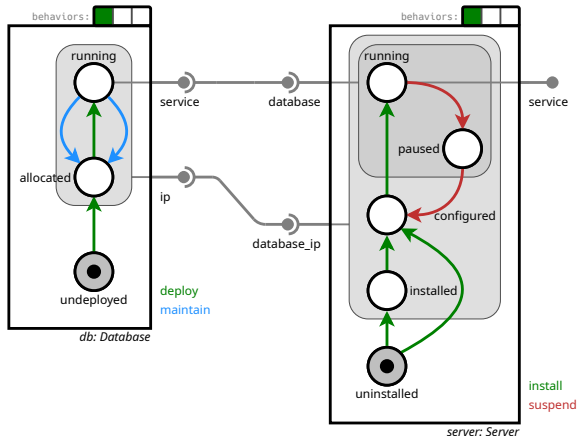 behaviors:
running
allocated
undeployed
deploy
maintain
db: Database
service
ip
database
database_ip
behaviors:
running
paused
configured
installed
uninstalled
service
install
suspend
server: Server